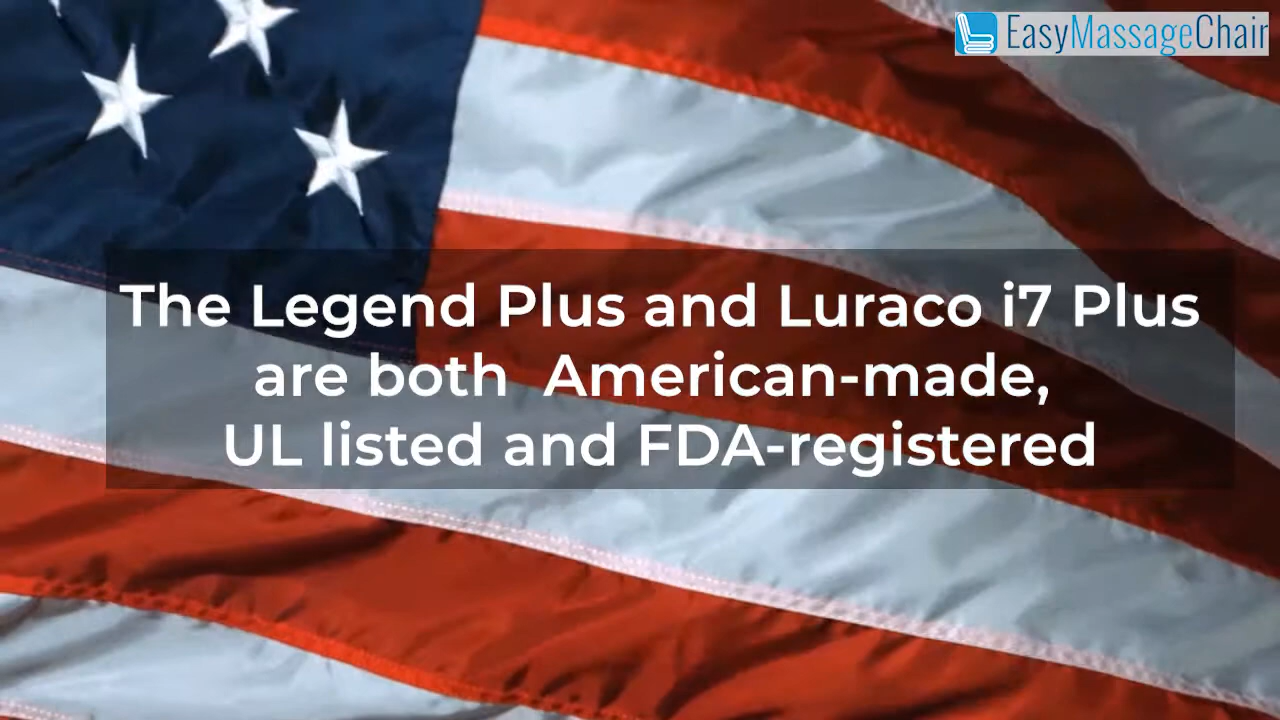 EasyMassageChair
The Legend Plus and Luraco i7 Plus
are both  American-made,
UL listed and FDA-registered